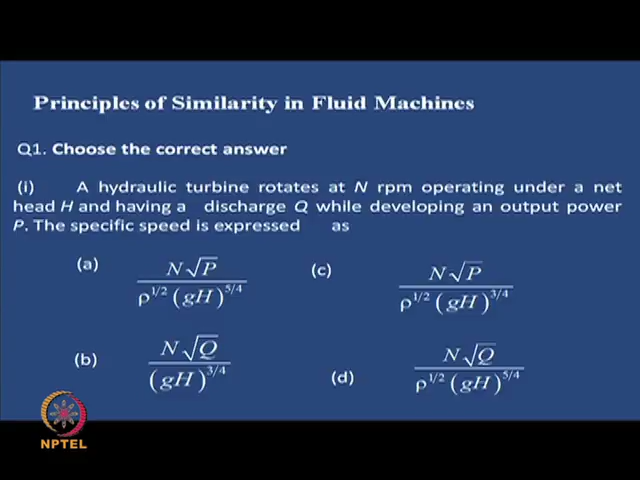 Principles of Similarity in Fluid Machines
Q1. Choose the correct answer
(i) A hydraulic turbine rotates at N rpm operating under a net
head H and having a discharge Q while developing an output power
P. The specific speed is expressed as
(a) N√P / ρ^1/2 (gH)^5/4
(c) N√P / ρ^1/2 (gH)^3/4
(b) N√Q / (gH)^3/4
(d) N√Q / ρ^1/2 (gH)^5/4
NPTEL